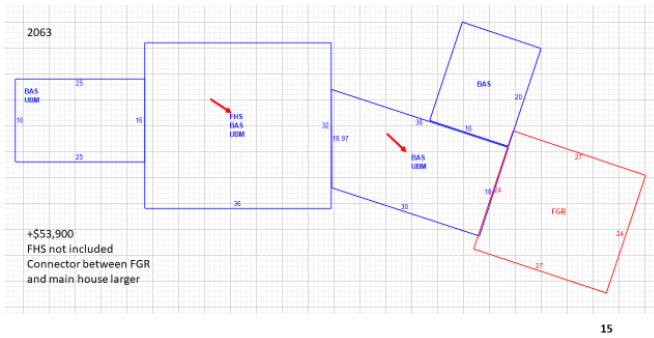 2063
25
BAS
UBM
16
25
16
FHS
BAS
UBM
32
36
18.97
35
BAS
UBM
30
18
BAS
20
16
27
24
FGR
24
27
+$53,900
FHS not included
Connector between FGR
and main house larger
15